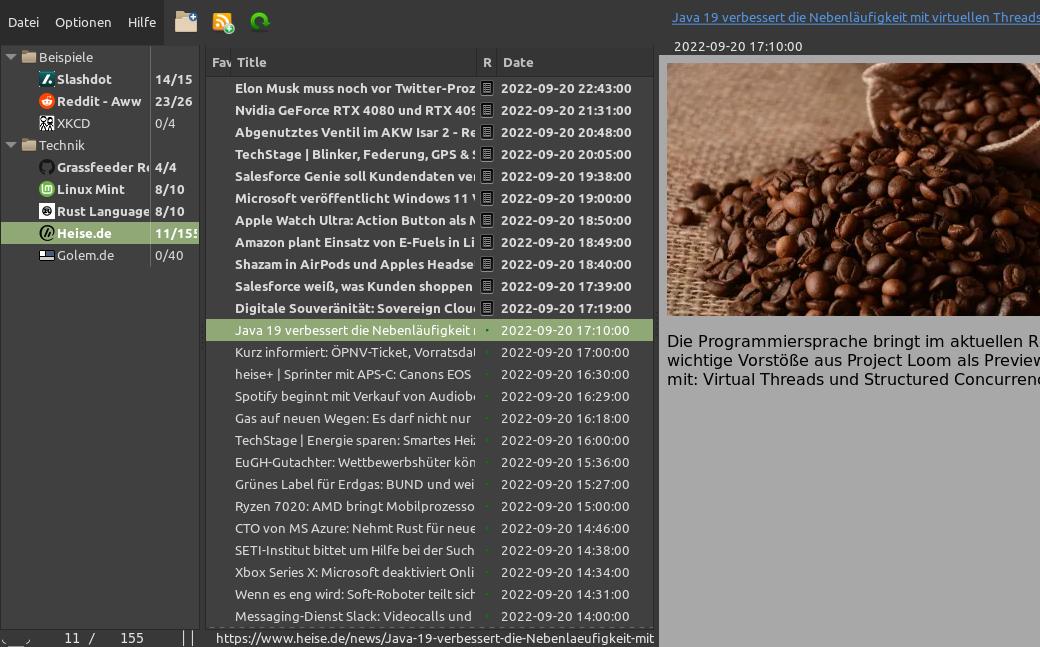 Datei Optionen Hilfe
Beispiele
Slashdot 14/15
Reddit - Aww 23/26
XKCD 0/4
Technik
Grassfeeder 4/4
Linux Mint 8/10
Rust Language 8/10
Heise.de 11/155
Golem.de 0/40
Fav Title R Date
Elon Musk muss noch vor Twitter-Proz 2022-09-20 22:43:00
Nvidia GeForce RTX 4080 und RTX 409 2022-09-20 21:31:00
Abgenutztes Ventil im AKW Isar 2 - Re 2022-09-20 20:48:00
TechStage | Blinker, Federung, GPS & 2022-09-20 20:05:00
Salesforce Genie soll Kundendaten ver 2022-09-20 19:38:00
Microsoft veröffentlicht Windows 11 2022-09-20 19:00:00
Apple Watch Ultra: Action Button als 2022-09-20 18:50:00
Amazon plant Einsatz von E-Fuels in Li 2022-09-20 18:49:00
Shazam in AirPods und Apples Headse 2022-09-20 18:40:00
Salesforce weiß, was Kunden shoppen 2022-09-20 17:39:00
Digitale Souveränität: Sovereign Clou 2022-09-20 17:19:00
Java 19 verbessert die Nebenläufigkeit 2022-09-20 17:10:00
Kurz informiert: ÖPNV-Ticket, Vorratsdat 2022-09-20 17:00:00
heise+ | Sprinter mit APS-C: Canons EOS 2022-09-20 16:30:00
Spotify beginnt mit Verkauf von Audiobo 2022-09-20 16:29:00
Gas auf neuen Wegen: Es darf nicht nur 2022-09-20 16:18:00
TechStage | Energie sparen: Smartes Heiz 2022-09-20 16:00:00
EuGH-Gutachter: Wettbewerbshüter kön 2022-09-20 15:36:00
Grünes Label für Erdgas: BUND und wei 2022-09-20 15:27:00
Ryzen 7020: AMD bringt Mobilprozesso 2022-09-20 15:00:00
CTO von MS Azure: Nehmt Rust für neue 2022-09-20 14:46:00
SETI-Institut bittet um Hilfe bei der Such 2022-09-20 14:38:00
Xbox Series X: Microsoft deaktiviert Onli 2022-09-20 14:34:00
Wenn es eng wird: Soft-Roboter teilt sich 2022-09-20 14:31:00
Messaging-Dienst Slack: Videocalls und 2022-09-20 14:00:00
Java 19 verbessert die Nebenläufigkeit mit virtuellen Threads
2022-09-20 17:10:00
Die Programmiersprache bringt im aktuellen R
wichtige Vorstöße aus Project Loom als Preview
mit: Virtual Threads und Structured Concurrenc
11 / 155 || https://www.heise.de/news/Java-19-verbessert-die-Nebenlaeufigkeit-mit